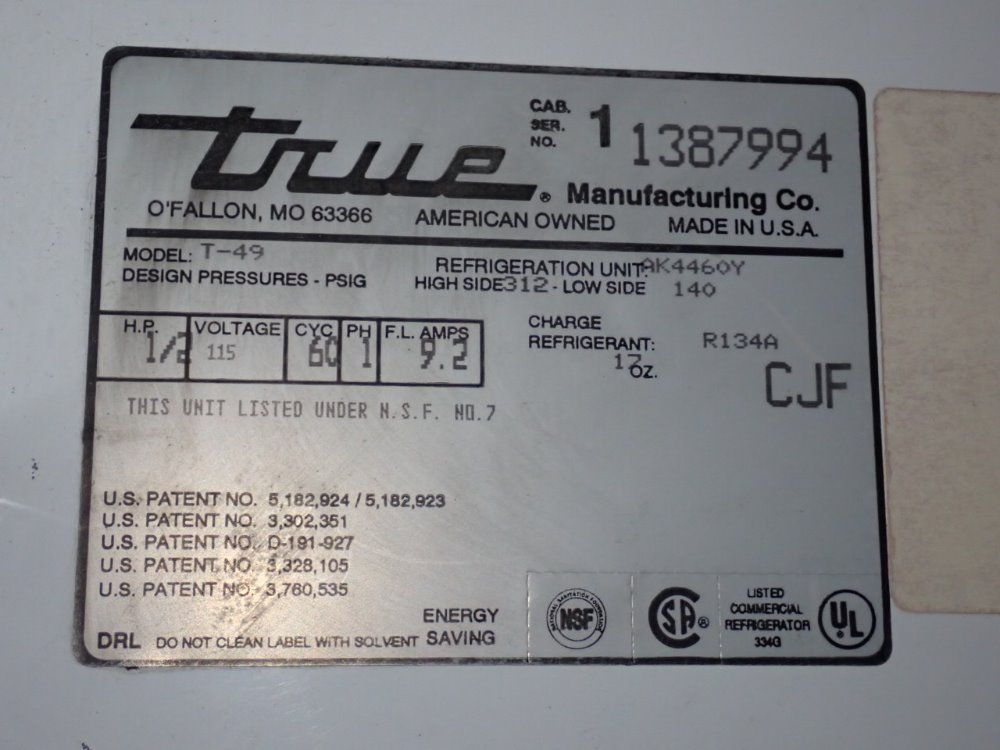 CAB.
SER.
NO.
1 1387994
true® Manufacturing Co.
O'FALLON, MO 63366 AMERICAN OWNED MADE IN U.S.A.
MODEL: T-49 REFRIGERATION UNIT: AK4460Y
DESIGN PRESSURES - PSIG HIGH SIDE 312 - LOW SIDE 140
H.P. VOLTAGE CYC PH F.L. AMPS
1/2 115 60 1 9.2
CHARGE
REFRIGERANT: R134A
17 OZ.
CJF
THIS UNIT LISTED UNDER N.S.F. NO.7
U.S. PATENT NO. 5,182,924 / 5,182,923
U.S. PATENT NO. 3,302,351
U.S. PATENT NO. D-191-927
U.S. PATENT NO. 3,328,105
U.S. PATENT NO. 3,760,535
ENERGY
SAVING
DRL DO NOT CLEAN LABEL WITH SOLVENT
NATIONAL SANITATION FOUNDATION
NSF
SA®
LISTED
COMMERCIAL
REFRIGERATOR
334G
UL